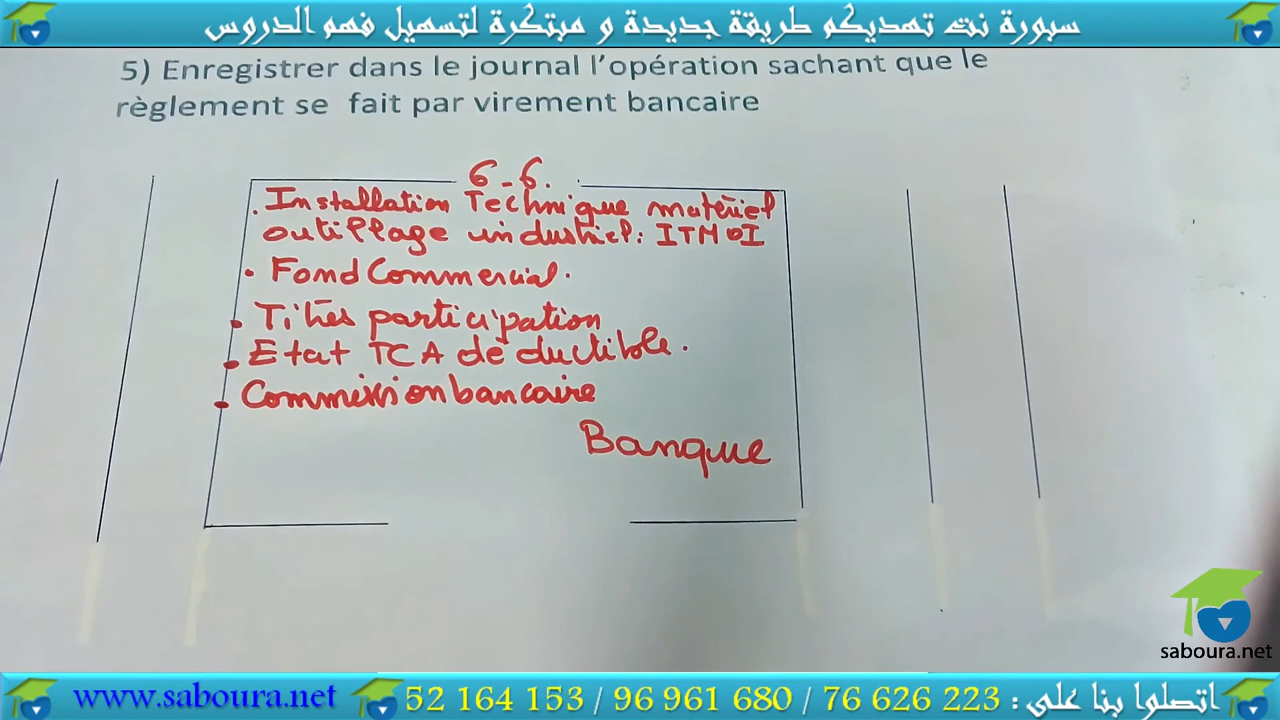 سبورة نت تهديكم طريقة جديدة و مبتكرة لتسهيل فهم الدروس
5) Enregistrer dans le journal l'opération sachant que le
règlement se fait par virement bancaire
6-6.
. Installation Technique matériel
outillage industriel: ITMOI
. Fond Commercial.
. Titres participation
. Etat TCA déductible.
. Commission bancaire
Banque
saboura.net
www.saboura.net 52 164 153 / 96 961 680 / 76 626 223 : اتصلوا بنا على